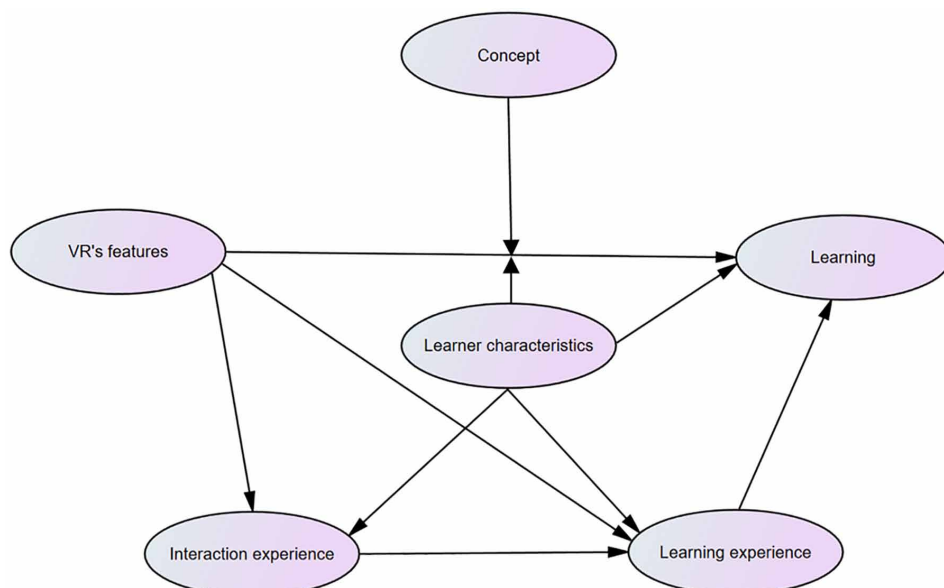 Concept
VR's features
Learning
Learner characteristics
Interaction experience
Learning experience